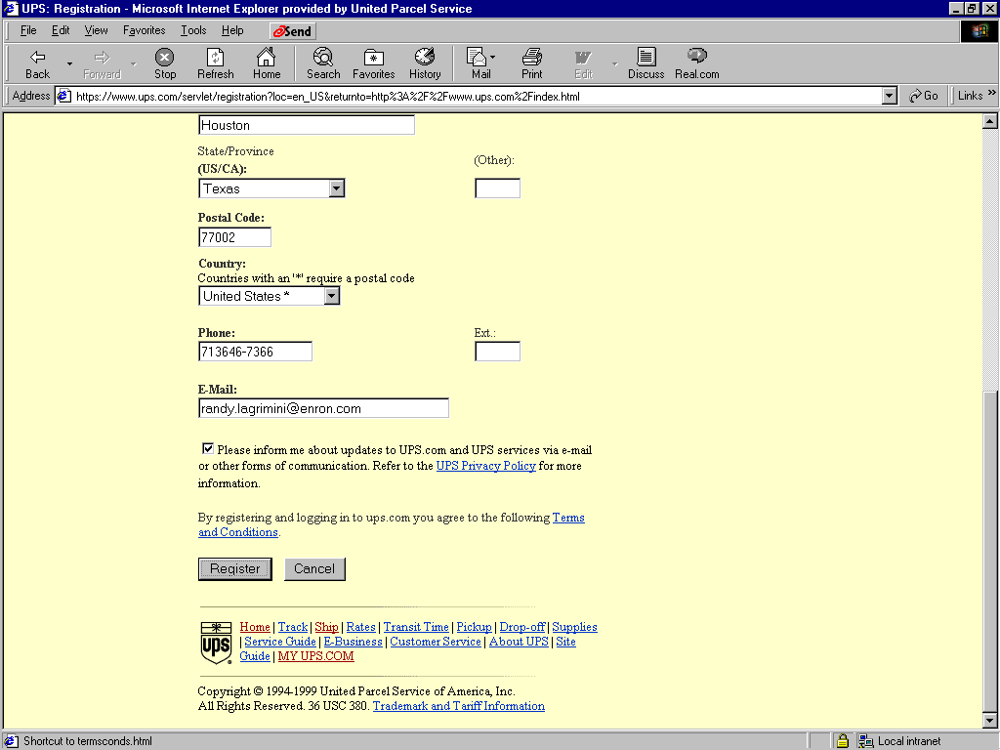 UPS: Registration - Microsoft Internet Explorer provided by United Parcel Service
File Edit View Favorites Tools Help eSend
Back Forward Stop Refresh Home Search Favorites History Mail Print Edit Discuss Real.com
Address https://www.ups.com/servlet/registration?loc=en_US&returnto=http%3A%2F%2Fwww.ups.com%2Findex.html Go Links »
Houston
State/Province
(US/CA): (Other):
Texas
Postal Code:
77002
Country:
Countries with an '*' require a postal code
United States *
Phone: Ext.:
713646-7366
E-Mail:
randy.lagrimini@enron.com
Please inform me about updates to UPS.com and UPS services via e-mail
or other forms of communication. Refer to the UPS Privacy Policy for more
information.
By registering and logging in to ups.com you agree to the following Terms
and Conditions.
Register Cancel
ups
Home | Track | Ship | Rates | Transit Time | Pickup | Drop-off | Supplies
| Service Guide | E-Business | Customer Service | About UPS | Site
Guide | MY UPS.COM
Copyright © 1994-1999 United Parcel Service of America, Inc.
All Rights Reserved. 36 USC 380. Trademark and Tariff Information
Shortcut to termsconds.html Local intranet